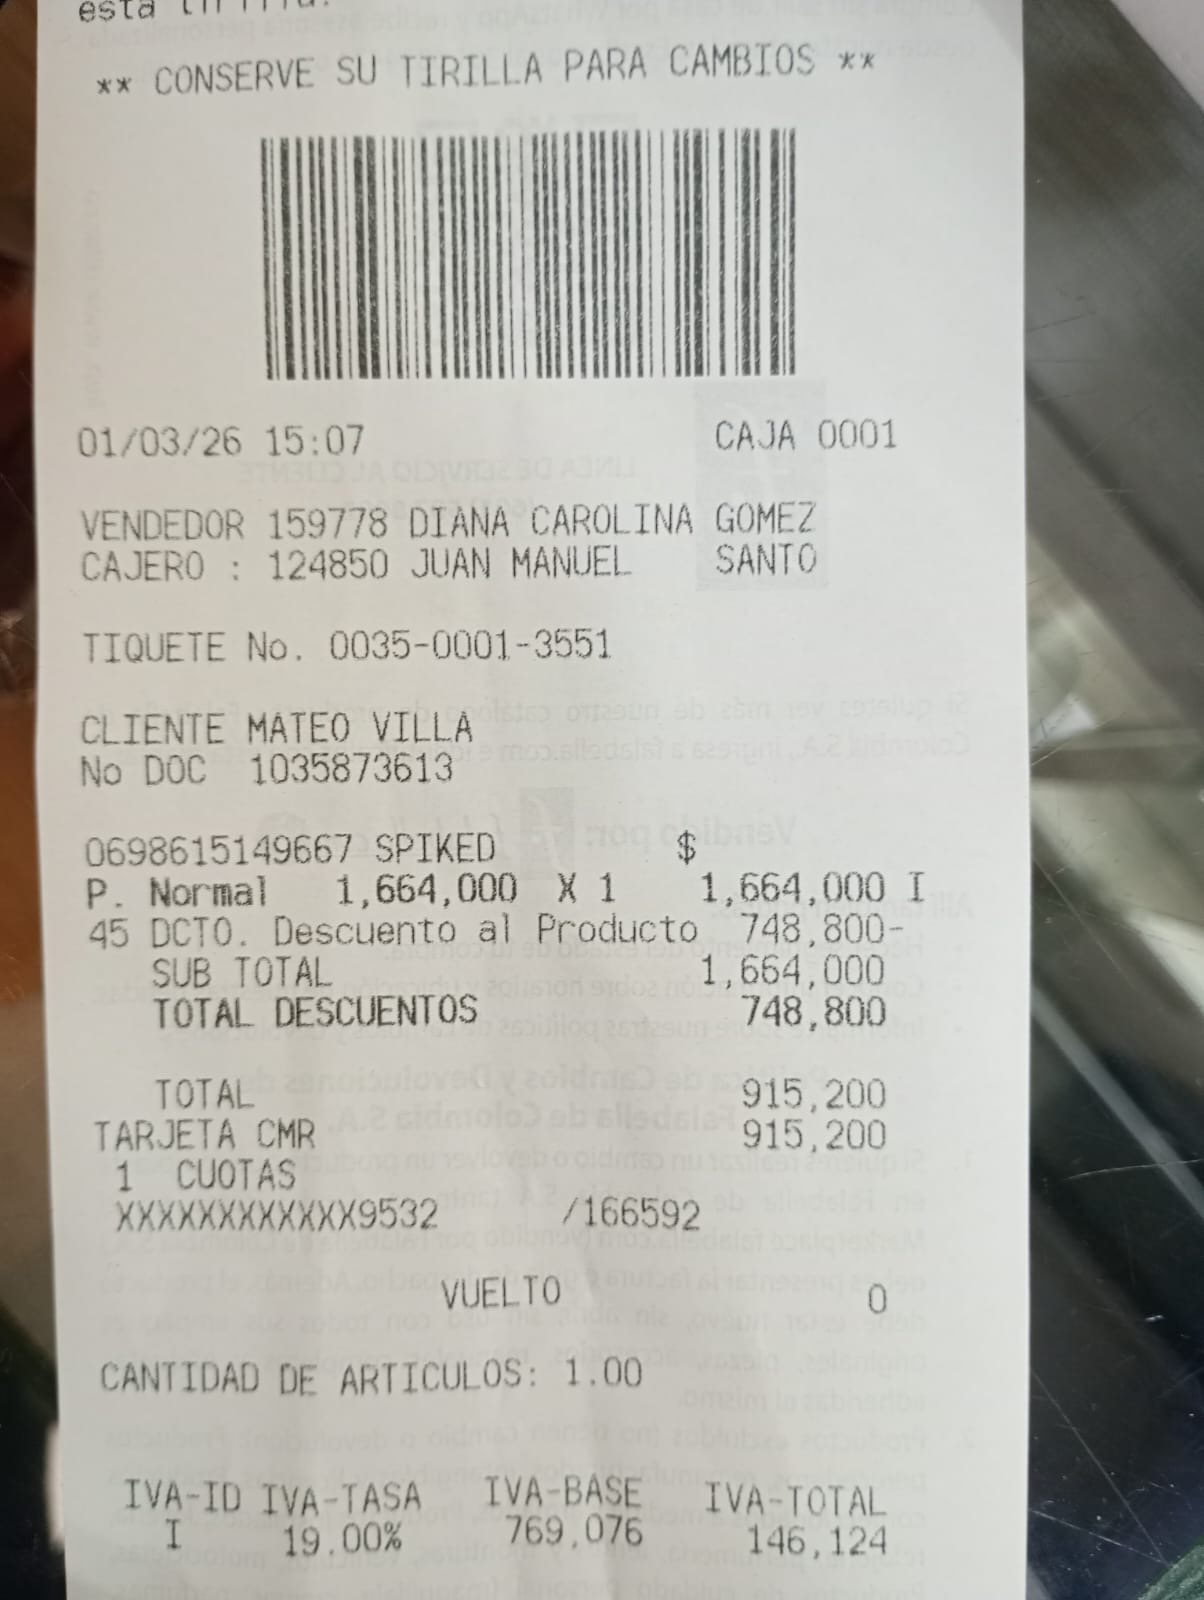 esta tirilla.
** CONSERVE SU TIRILLA PARA CAMBIOS **
01/03/26 15:07 CAJA 0001
VENDEDOR 159778 DIANA CAROLINA GOMEZ
CAJERO : 124850 JUAN MANUEL SANTO
TIQUETE No. 0035-0001-3551
CLIENTE MATEO VILLA
No DOC 1035873613
0698615149667 SPIKED $
P. Normal 1,664,000 X 1 1,664,000 I
45 DCTO. Descuento al Producto 748,800-
SUB TOTAL 1,664,000
TOTAL DESCUENTOS 748,800
TOTAL 915,200
TARJETA CMR 915,200
1 CUOTAS
XXXXXXXXXXXX9532 /166592
VUELTO 0
CANTIDAD DE ARTICULOS: 1.00
IVA-ID IVA-TASA IVA-BASE IVA-TOTAL
I 19.00% 769,076 146,124